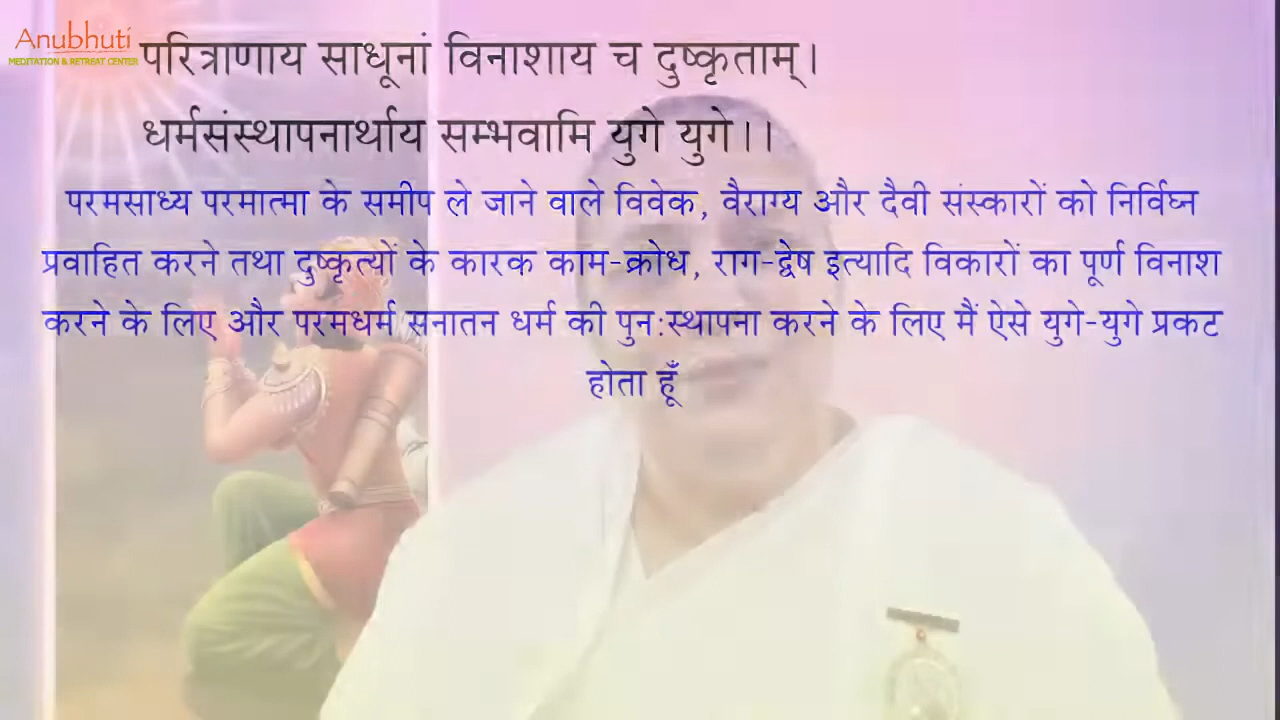 Anubhuti
MEDITATION & RETREAT CENTER
परित्राणाय साधूनां विनाशाय च दुष्कृताम्।
धर्मसंस्थापनार्थाय सम्भवामि युगे युगे।।
परमसाध्य परमात्मा के समीप ले जाने वाले विवेक, वैराग्य और दैवी संस्कारों को निर्विघ्न
प्रवाहित करने तथा दुष्कृत्यों के कारक काम-क्रोध, राग-द्वेष इत्यादि विकारों का पूर्ण विनाश
करने के लिए और परमधर्म सनातन धर्म की पुन:स्थापना करने के लिए मैं ऐसे युगे-युगे प्रकट
होता हूँ